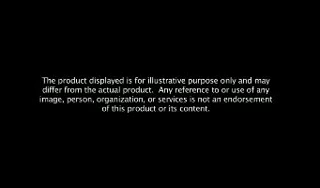 The product displayed is for illustrative purpose only and may
differ from the actual product.  Any reference to or use of any
image, person, organization, or services is not an endorsement
of this product or its content.